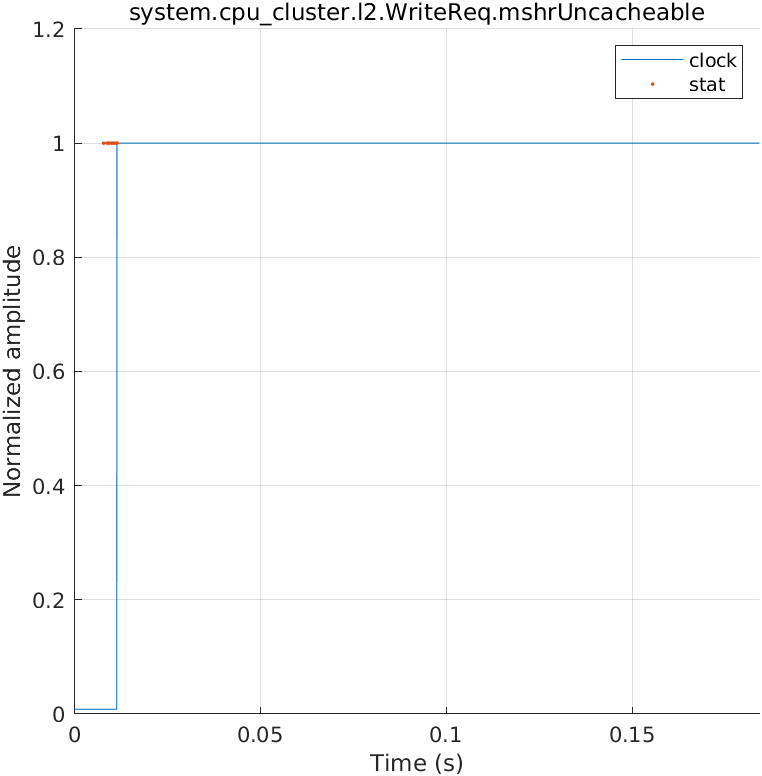 system.cpu_cluster.l2.WriteReq.mshrUncacheable
1.2
clock
stat
1
0.8
Normalized amplitude
0.6
0.4
0.2
0
0
0.05
0.1
0.15
Time (s)